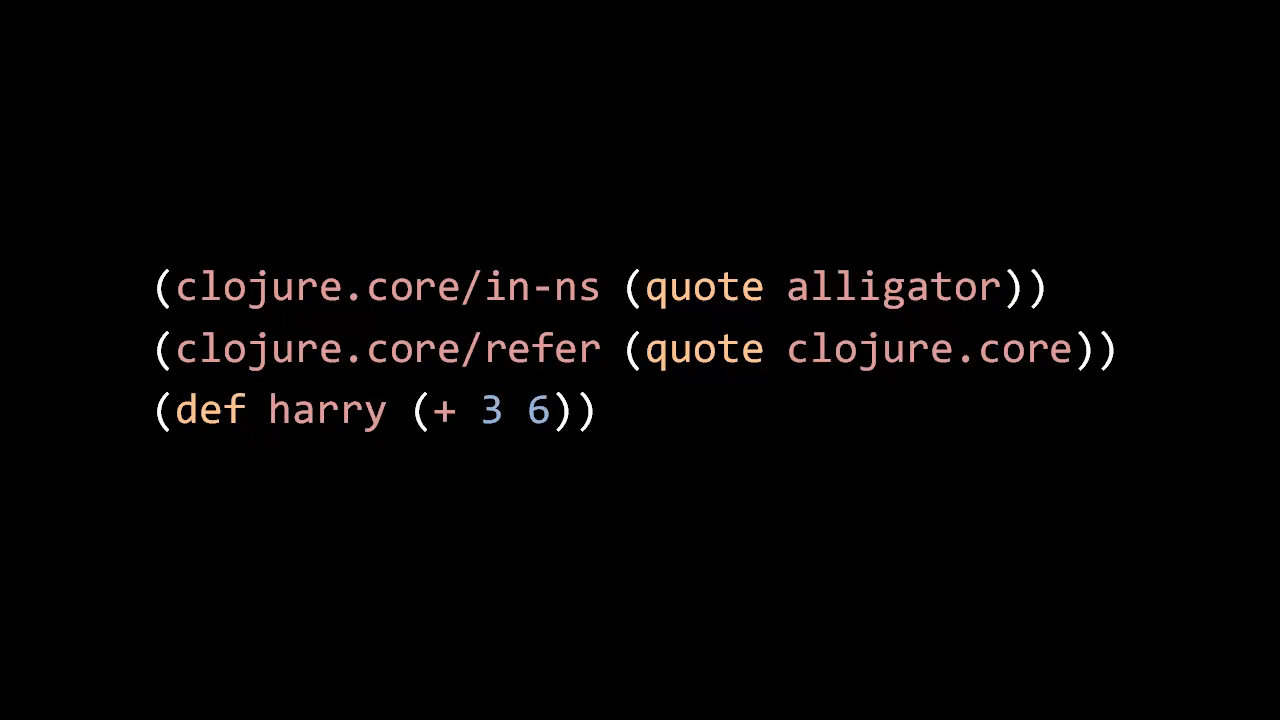 (clojure.core/in-ns (quote alligator))
(clojure.core/refer (quote clojure.core))
(def harry (+ 3 6))